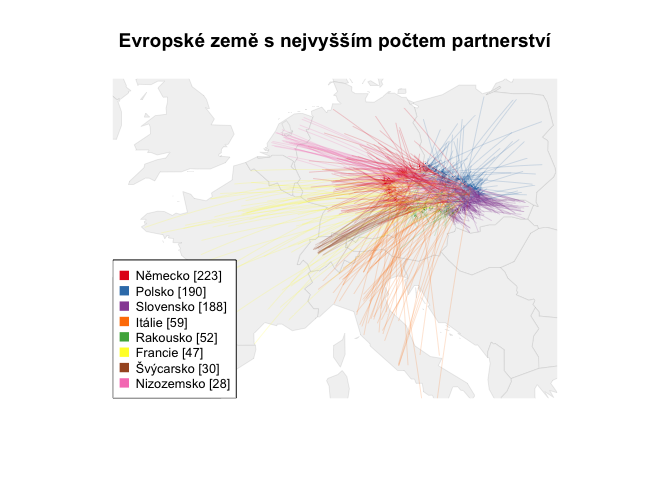 Evropské země s nejvyšším počtem partnerství
Německo [223]
Polsko [190]
Slovensko [188]
Itálie [59]
Rakousko [52]
Francie [47]
Švýcarsko [30]
Nizozemsko [28]